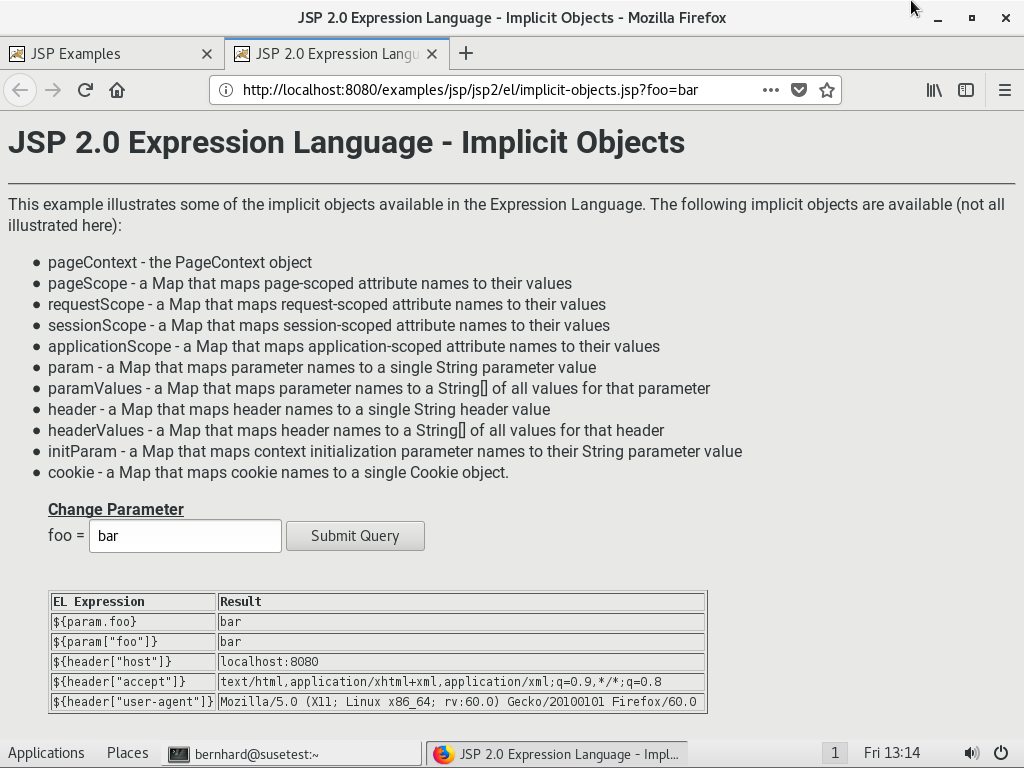 JSP 2.0 Expression Language - Implicit Objects - Mozilla Firefox
JSP Examples
JSP 2.0 Expression Langu
http://localhost:8080/examples/jsp/jsp2/el/implicit-objects.jsp?foo=bar
JSP 2.0 Expression Language - Implicit Objects
This example illustrates some of the implicit objects available in the Expression Language. The following implicit objects are available (not all
illustrated here):
pageContext - the PageContext object
pageScope - a Map that maps page-scoped attribute names to their values
requestScope - a Map that maps request-scoped attribute names to their values
sessionScope - a Map that maps session-scoped attribute names to their values
applicationScope - a Map that maps application-scoped attribute names to their values
param - a Map that maps parameter names to a single String parameter value
paramValues - a Map that maps parameter names to a String[] of all values for that parameter
header - a Map that maps header names to a single String header value
headerValues - a Map that maps header names to a String[] of all values for that header
initParam - a Map that maps context initialization parameter names to their String parameter value
cookie - a Map that maps cookie names to a single Cookie object.
Change Parameter
foo = bar Submit Query
EL Expression Result
${param.foo} bar
${param["foo"]} bar
${header["host"]} localhost:8080
${header["accept"]} text/html,application/xhtml+xml,application/xml;q=0.9,*/*;q=0.8
${header["user-agent"]} Mozilla/5.0 (X11; Linux x86_64; rv:60.0) Gecko/20100101 Firefox/60.0
Applications Places bernhard@susetest:~ JSP 2.0 Expression Language - Impl... 1 Fri 13:14